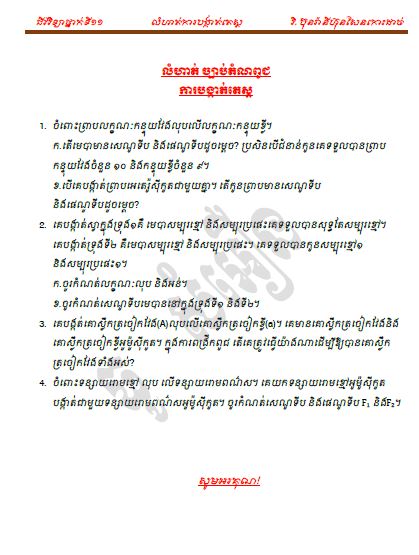 ជីវវិទ្យាថ្នាក់ទី១១ លំហាត់ការបង្កាត់តេស្ត វិ. ប៊ុនរ៉ានី
លំហាត់ ច្បាប់តំណពូជ
ការបង្កាត់តេស្ត
1. ចំពោះព្រាបលក្ខណៈកន្ទុយវែងលុបលើលក្ខណៈកន្ទុយខ្លី។
ក.តើមេបាមានសេណូទីប និងផេណូទីបដូចម្តេច? ប្រសិនបើជំនាន់កូនគេទទួលបានព្រាប
កន្ទុយវែងចំនួន ១០ និងកន្ទុយខ្លីចំនួន ៩។
ខ.បើគេបង្កាត់ព្រាបអេតេរ៉ូស៊ីកូតជាមួយគ្នា។ តើកូនព្រាបមានសេណូទីប
និងផេណូទីបដូចម្តេច?
2. គេបង្កាត់ស្វាក្នុងទ្រុង១គឺ មេបាសម្បុរខ្មៅ និងសម្បុរប្រផេះគេទទួលបានសុទ្ធតែសម្បុរខ្មៅ។
គេបង្កាត់ទ្រុងទី២ គឺមេបាសម្បុរខ្មៅ និងសម្បុរប្រផេះ។ គេទទួលបានកូនសម្បុរខ្មៅ១
និងសម្បុរប្រផេះ១។
ក.ចូរកំណត់លក្ខណៈលុប និងអន់។
ខ.ចូរកំណត់សេណូទីបមេបានៅក្នុងទ្រុងទី១ និងទី២។
3. គេបង្កាត់គោស្លឹកត្រចៀកវែង(A)លុបលើគោស្លឹកត្រចៀកខ្លី(a)។ គេមានគោស្លឹកត្រចៀកវែងនិង
គោស្លឹកត្រចៀកខ្លីអូម៉ូស៊ីកូត។ ក្នុងការពង្រីកពូជ តើគេត្រូវធ្វើយ៉ាងណាដើម្បីឱ្យបានគោស្លឹក
ត្រចៀកវែងទាំងអស់?
4. ចំពោះទន្សាយរោមខ្មៅ លុប លើទន្សាយរោមពណ៌ស។ គេយកទន្សាយរោមខ្មៅអូម៉ូស៊ីកូត
បង្កាត់ជាមួយទន្សាយរោមពណ៌សអូម៉ូស៊ីកូត។ ចូរកំណត់សេណូទីប និងផេណូទីប F₁ និងF₂។
សូមអរគុណ!